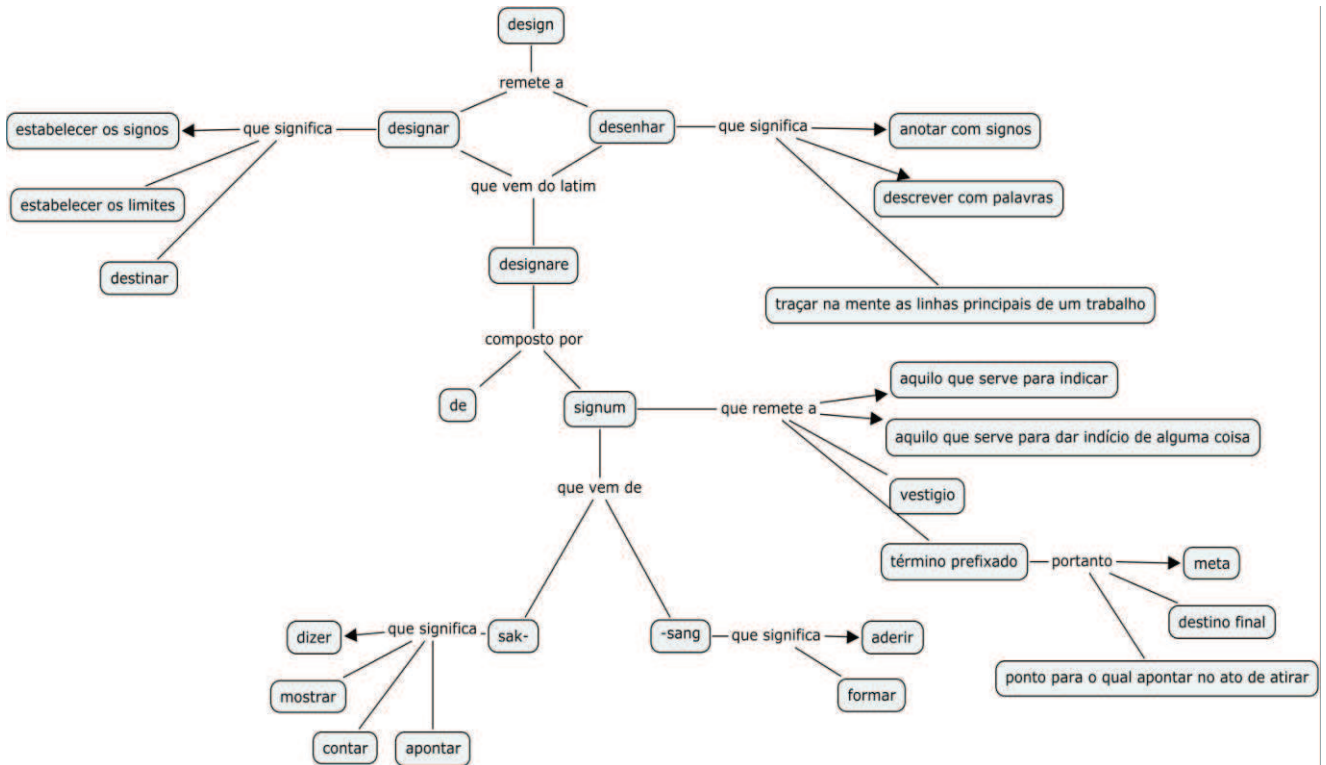 design
remete a
estabelecer os signos
que significa
designar
desenhar
que significa
anotar com signos
estabelecer os limites
que vem do latim
descrever com palavras
destinar
designare
traçar na mente as linhas principais de um trabalho
composto por
de
signum
que remete a
aquilo que serve para indicar
aquilo que serve para dar indício de alguma coisa
que vem de
vestigio
término prefixado
portanto
meta
destino final
ponto para o qual apontar no ato de atirar
dizer
que significa
sak-
-sang
que significa
aderir
mostrar
formar
contar
apontar